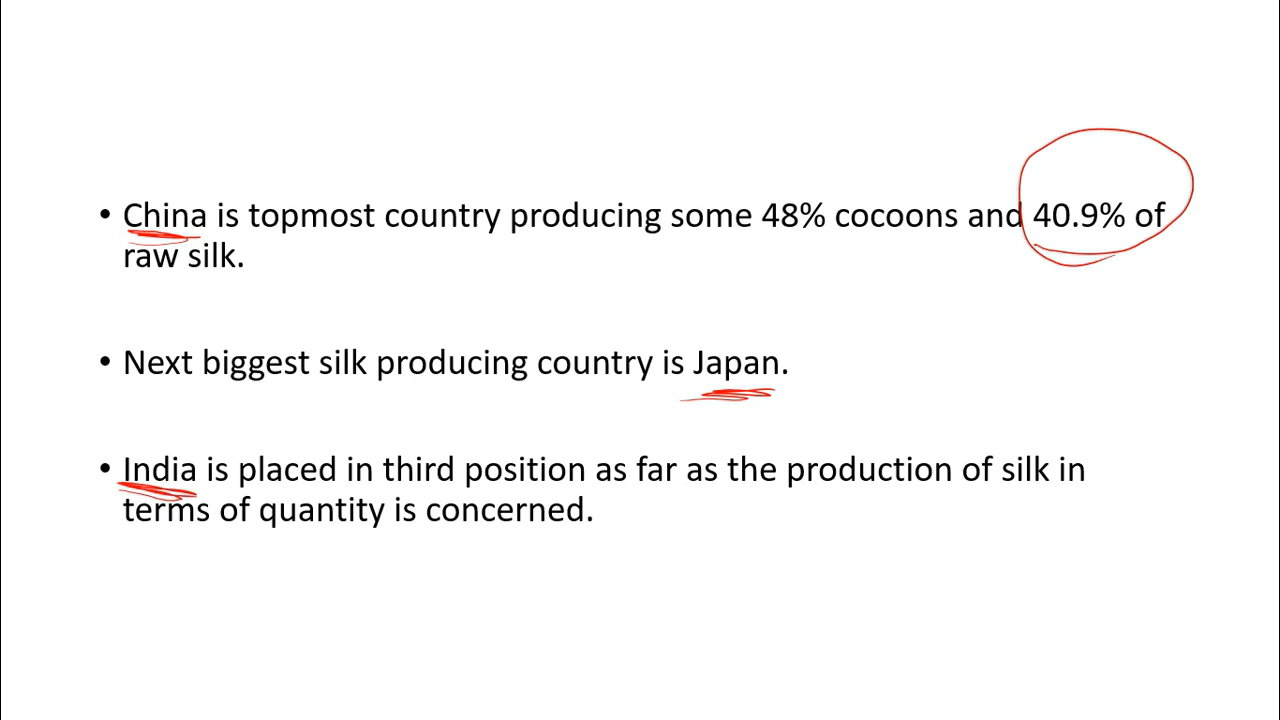 • China is topmost country producing some 48% cocoons and 40.9% of
raw silk.
• Next biggest silk producing country is Japan.
• India is placed in third position as far as the production of silk in
terms of quantity is concerned.